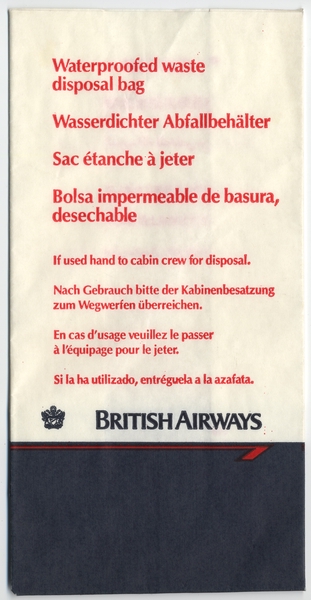 Waterproofed waste
disposal bag
Wasserdichter Abfallbehälter
Sac étanche à jeter
Bolsa impermeable de basura,
desechable
If used hand to cabin crew for disposal.
Nach Gebrauch bitte der Kabinenbesatzung
zum Wegwerfen überreichen.
En cas d'usage veuillez le passer
à l'équipage pour le jeter.
Si la ha utilizado, entréguela a la azafata.
BRITISH AIRWAYS